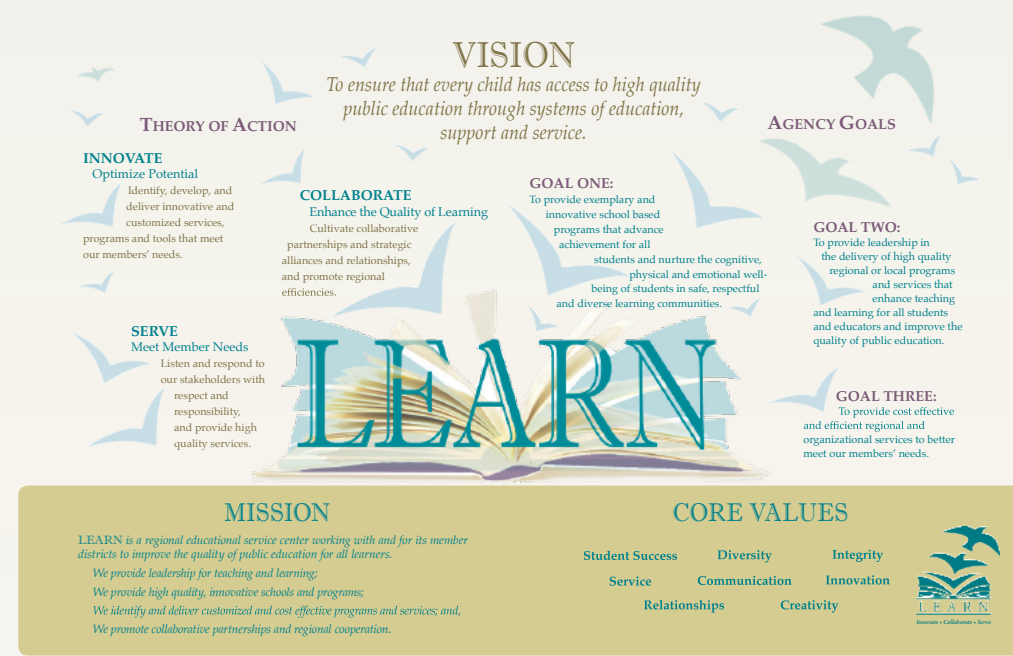 VISION
To ensure that every child has access to high quality
public education through systems of education,
support and service.
THEORY OF ACTION
INNOVATE
Optimize Potential
Identify, develop, and
deliver innovative and
customized services,
programs and tools that meet
our members' needs.
COLLABORATE
Enhance the Quality of Learning
Cultivate collaborative
partnerships and strategic
alliances and relationships,
and promote regional
efficiencies.
SERVE
Meet Member Needs
Listen and respond to
our stakeholders with
respect and
responsibility,
and provide high
quality services.
AGENCY GOALS
GOAL ONE:
To provide exemplary and
innovative school based
programs that advance
achievement for all
students and nurture the cognitive,
physical and emotional well-
being of students in safe, respectful
and diverse learning communities.
GOAL TWO:
To provide leadership in
the delivery of high quality
regional or local programs
and services that
enhance teaching
and learning for all students
and educators and improve the
quality of public education.
GOAL THREE:
To provide cost effective
and efficient regional and
organizational services to better
meet our members' needs.
LEARN
MISSION
LEARN is a regional educational service center working with and for its member
districts to improve the quality of public education for all learners.
We provide leadership for teaching and learning;
We provide high quality, innovative schools and programs;
We identify and deliver customized and cost effective programs and services; and,
We promote collaborative partnerships and regional cooperation.
CORE VALUES
Student Success Diversity Integrity
Service Communication Innovation
Relationships Creativity
LEARN
Innovate • Collaborate • Serve